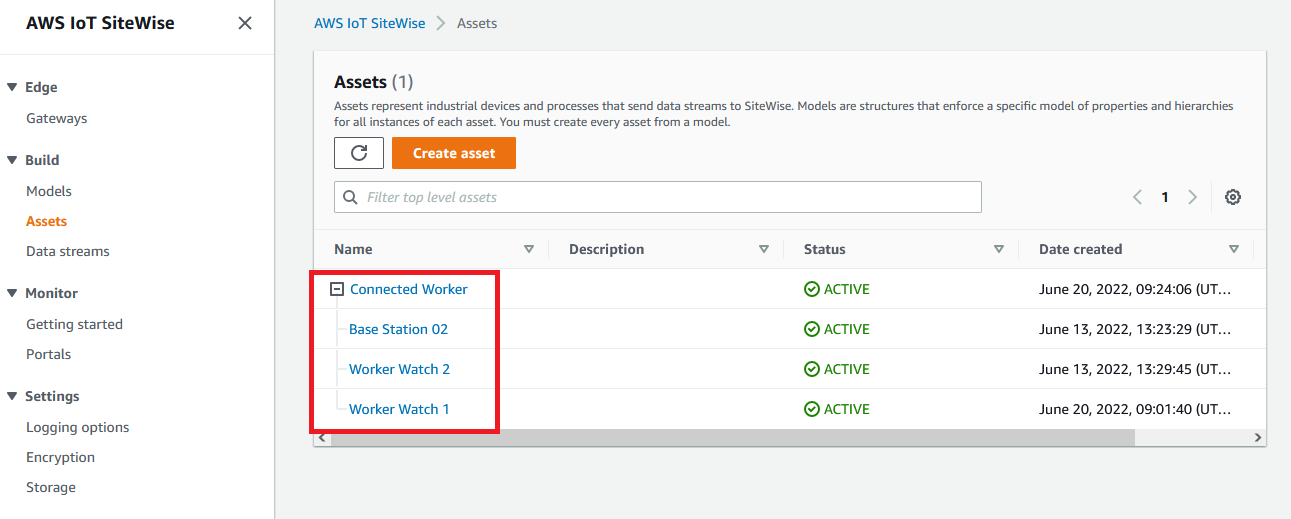 AWS IoT SiteWise
Edge
Gateways
Build
Models
Assets
Data streams
Monitor
Getting started
Portals
Settings
Logging options
Encryption
Storage
AWS IoT SiteWise > Assets
Assets (1)
Assets represent industrial devices and processes that send data streams to SiteWise. Models are structures that enforce a specific model of properties and hierarchies
for all instances of each asset. You must create every asset from a model.
Create asset
Filter top level assets
1
Name Description Status Date created
Connected Worker ACTIVE June 20, 2022, 09:24:06 (UT...
Base Station 02 ACTIVE June 13, 2022, 13:23:29 (UT...
Worker Watch 2 ACTIVE June 13, 2022, 13:29:45 (UT...
Worker Watch 1 ACTIVE June 20, 2022, 09:01:40 (UT...